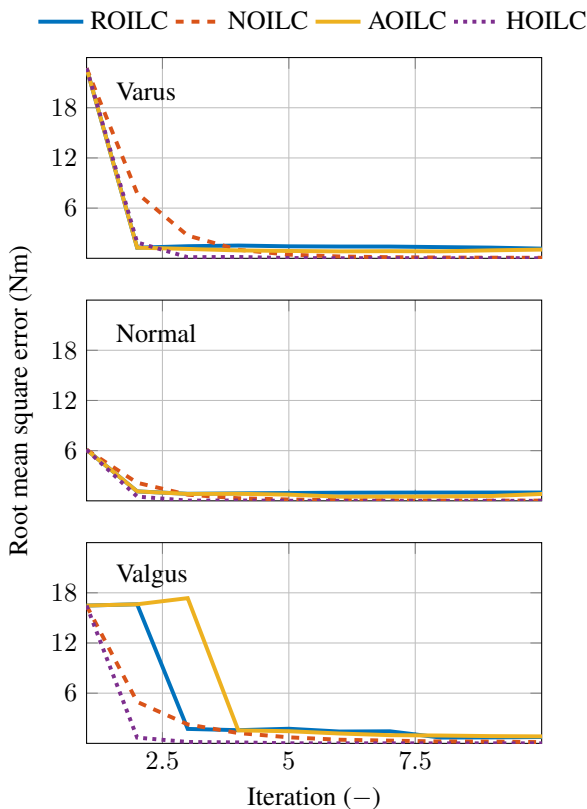 ROILC NOILC AOILC HOILC
Varus
18
12
6
Normal
18
12
6
Root mean square error (Nm)
Valgus
18
12
6
2.5 5 7.5
Iteration (−)